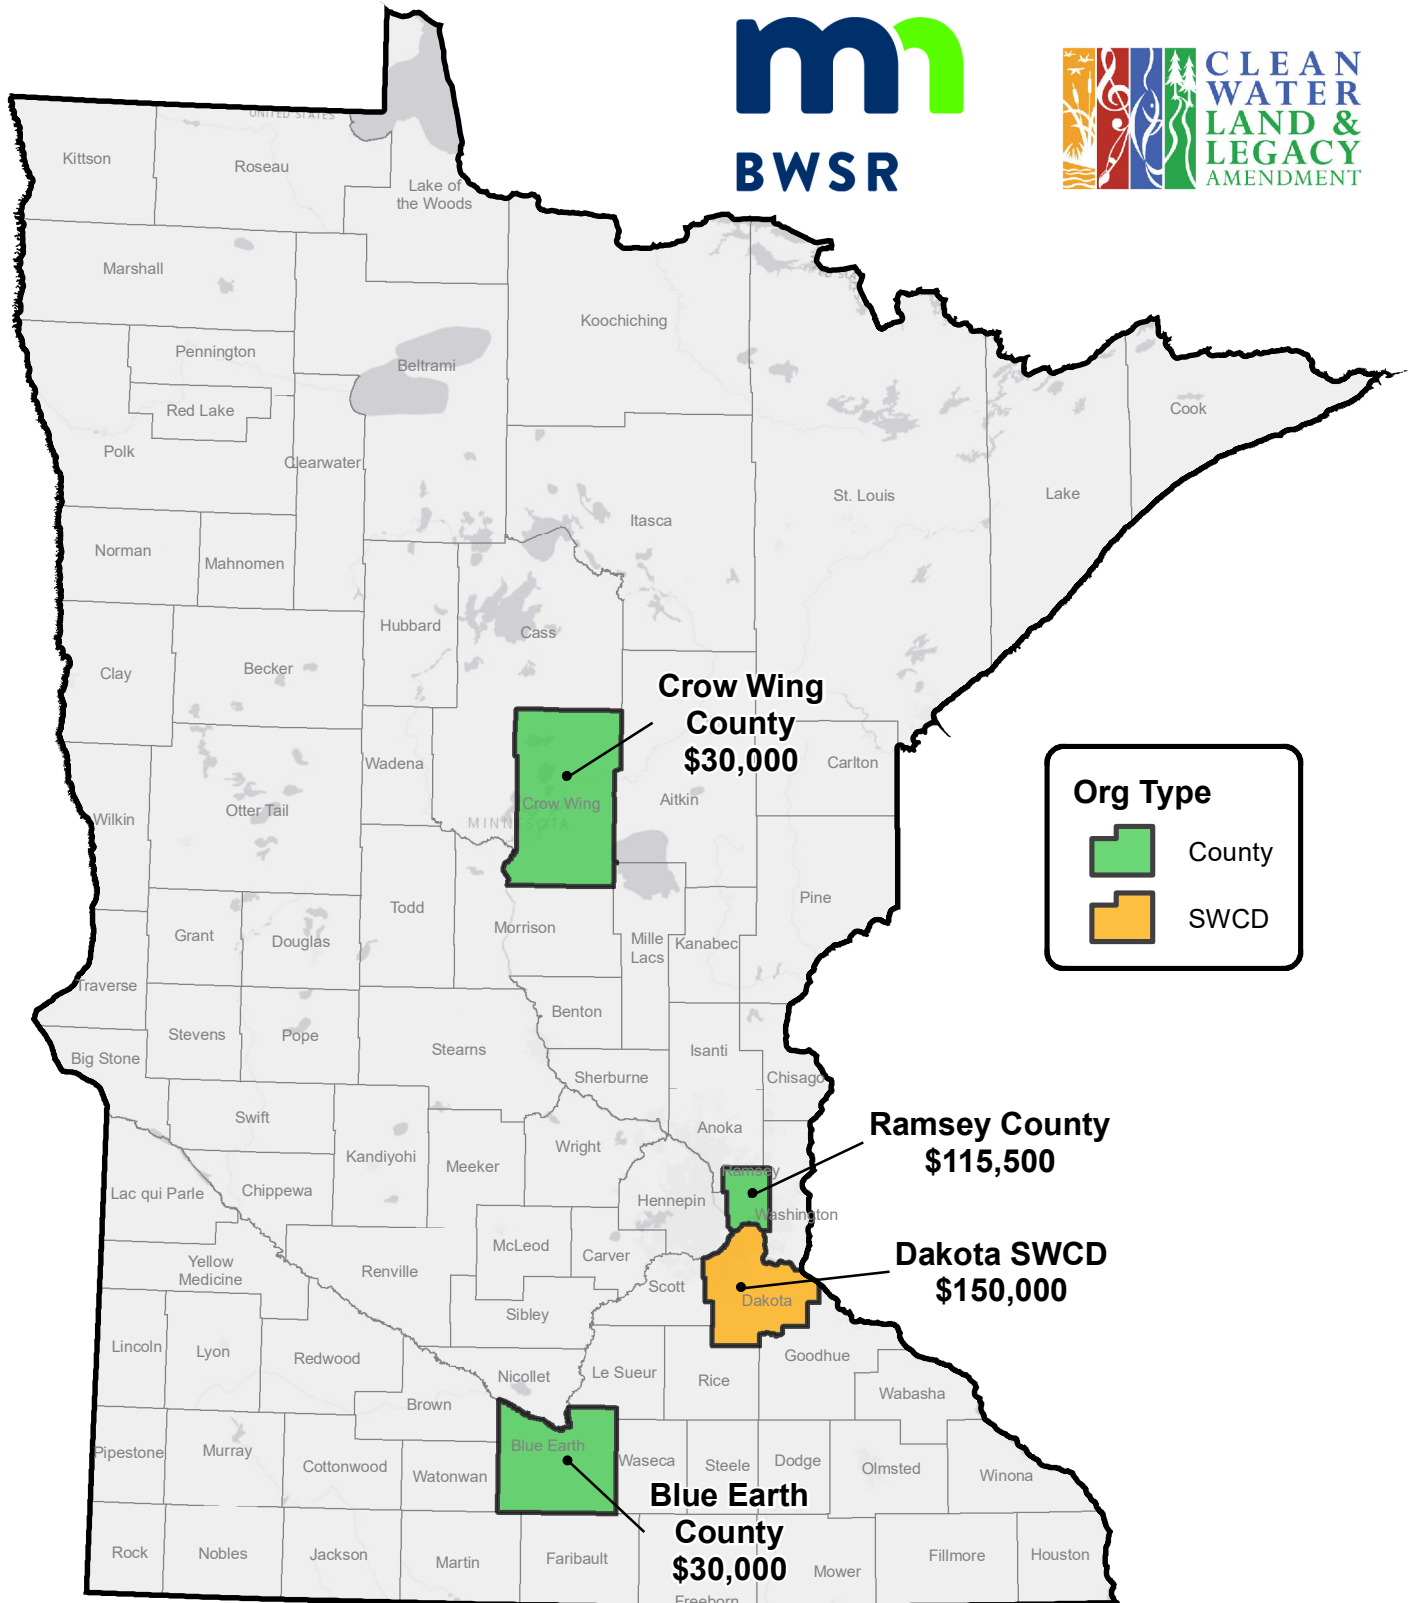 BWSR
CLEAN
WATER
LAND &
LEGACY
AMENDMENT
UNITED STATES
Kittson
Roseau
Lake of
the Woods
Marshall
Koochiching
Pennington
Beltrami
Red Lake
Cook
Polk
Clearwater
St. Louis
Lake
Itasca
Norman
Mahnomen
Hubbard
Cass
Clay
Becker
Crow Wing
County
$30,000
Wadena
Carlton
Aitkin
Crow Wing
MINNESOTA
Otter Tail
Wilkin
Org Type
County
SWCD
Pine
Todd
Morrison
Grant
Douglas
Mille
Lacs
Kanabec
Traverse
Benton
Stevens
Pope
Stearns
Isanti
Big Stone
Sherburne
Chisago
Swift
Anoka
Ramsey County
$115,500
Wright
Kandiyohi
Meeker
Ramsey
Lac qui Parle
Chippewa
Hennepin
Washington
McLeod
Carver
Dakota SWCD
$150,000
Yellow
Medicine
Renville
Scott
Dakota
Sibley
Lincoln
Lyon
Redwood
Goodhue
Nicollet
Le Sueur
Rice
Wabasha
Brown
Blue Earth
Pipestone
Murray
Cottonwood
Watonwan
Waseca
Steele
Dodge
Olmsted
Winona
Blue Earth
County
$30,000
Rock
Nobles
Jackson
Martin
Faribault
Mower
Fillmore
Houston
Freeborn